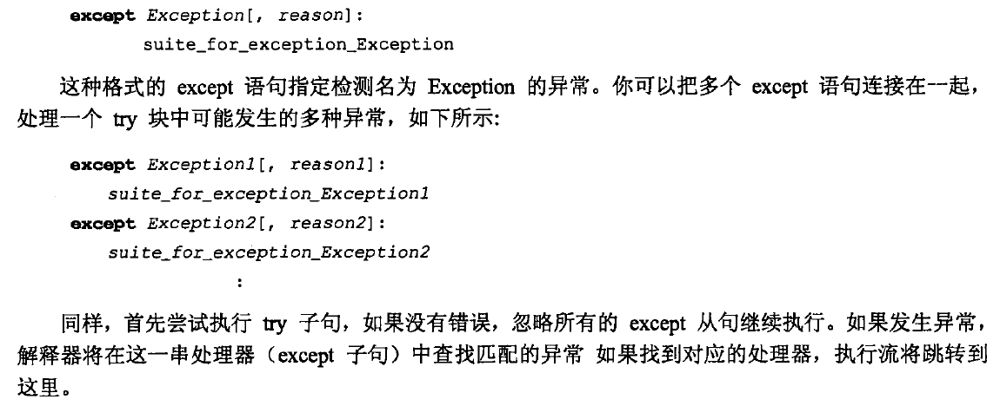 except Exception[, reason]:
suite_for_exception_Exception
这种格式的 except 语句指定检测名为 Exception 的异常。你可以把多个 except 语句连接在一起，
处理一个 try 块中可能发生的多种异常，如下所示:
except Exception1[, reason1]:
suite_for_exception_Exception1
except Exception2[, reason2]:
suite_for_exception_Exception2
:
同样，首先尝试执行 try 子句，如果没有错误，忽略所有的 except 从句继续执行。如果发生异常，
解释器将在这一串处理器（except 子句）中查找匹配的异常 如果找到对应的处理器，执行流将跳转到
这里。